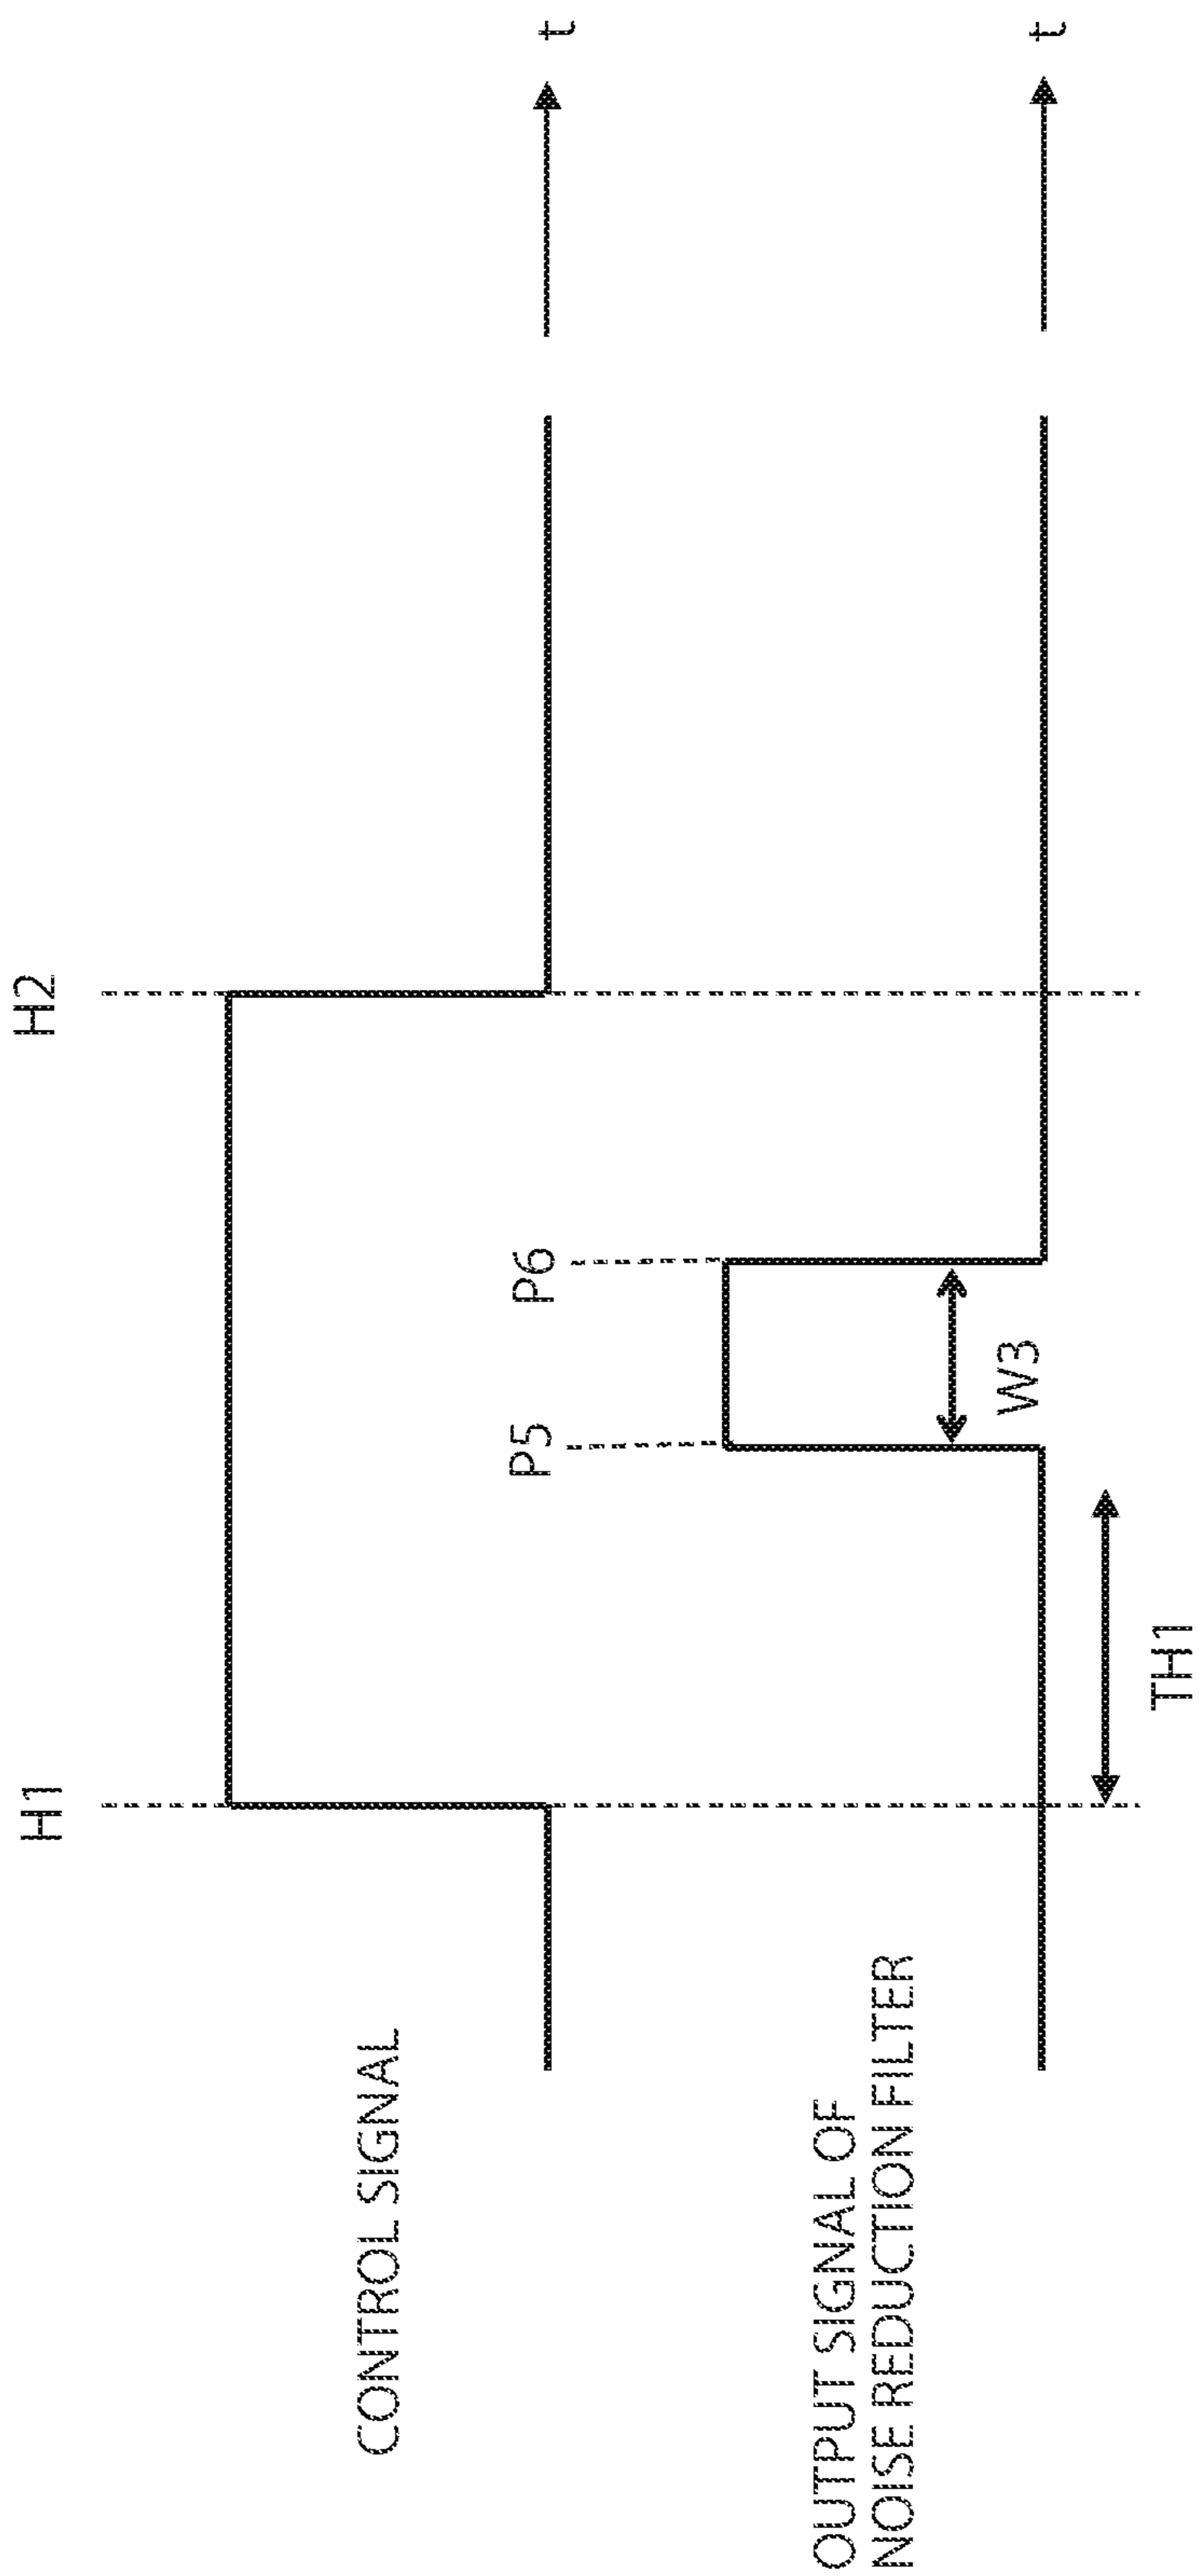 H1
H2
CONTROL SIGNAL
t
P5
P6
OUTPUT SIGNAL OF
NOISE REDUCTION FILTER
W3
t
TH1